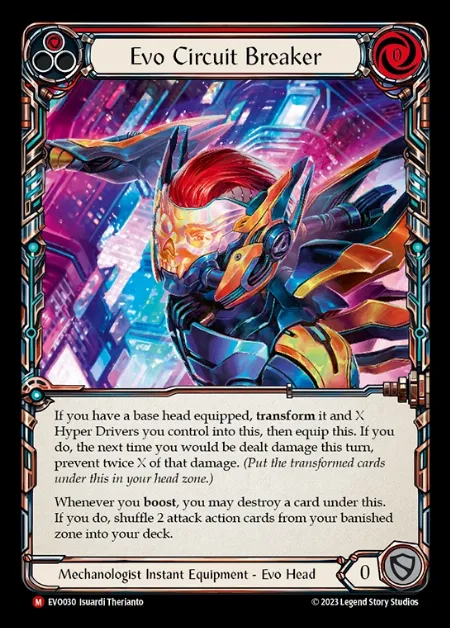 Evo Circuit Breaker
0
If you have a base head equipped, transform it and X
Hyper Drivers you control into this, then equip this. If you
do, the next time you would be dealt damage this turn,
prevent twice X of that damage. (Put the transformed cards
under this in your head zone.)
Whenever you boost, you may destroy a card under this.
If you do, shuffle 2 attack action cards from your banished
zone into your deck.
Mechanologist Instant Equipment - Evo Head
0
M EVO030 Isuardi Therianto
© 2023 Legend Story Studios